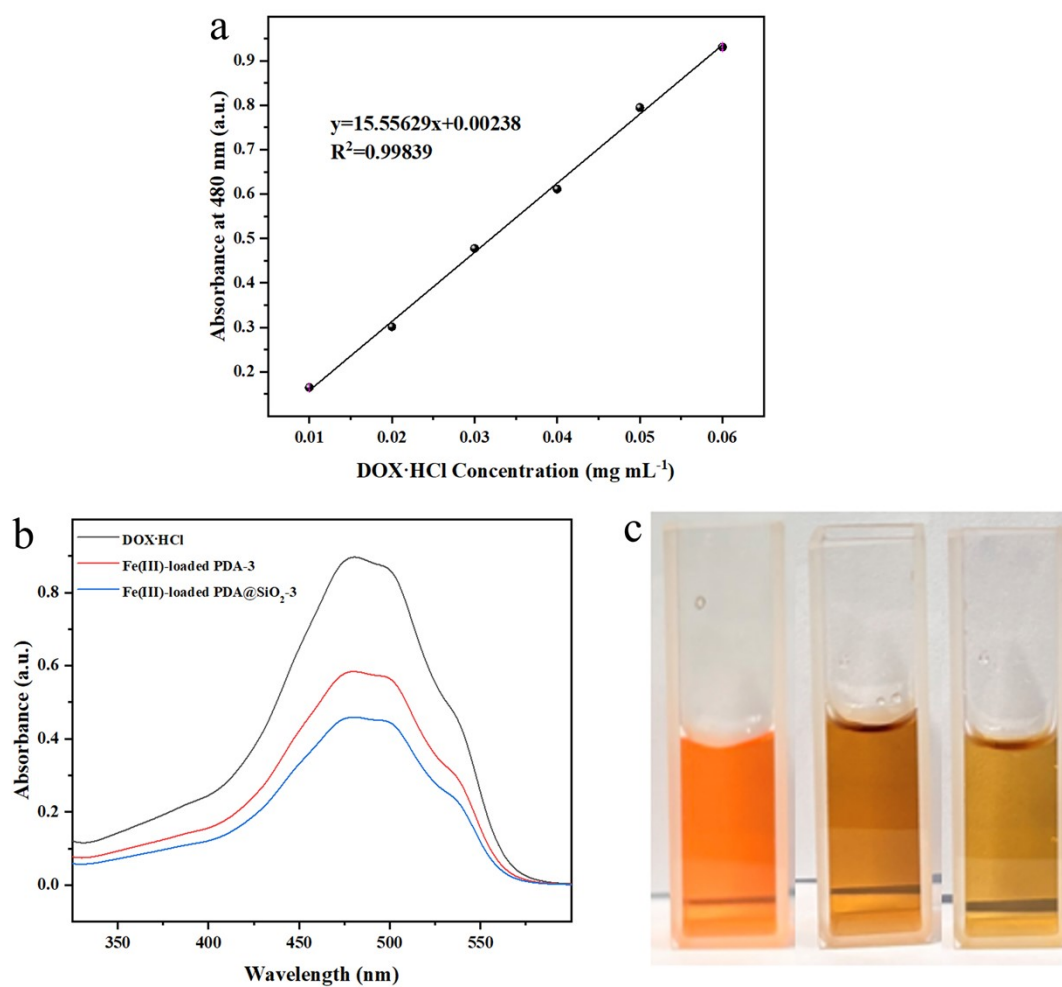 a
Absorbance at 480 nm (a.u.)
0.9
0.8
0.7
0.6
0.5
0.4
0.3
0.2
y=15.55629x+0.00238
R²=0.99839
0.01 0.02 0.03 0.04 0.05 0.06
DOX·HCl Concentration (mg mL⁻¹)
b
Absorbance (a.u.)
0.8
0.6
0.4
0.2
0.0
DOX·HCl
Fe(III)-loaded PDA-3
Fe(III)-loaded PDA@SiO₂-3
350 400 450 500 550
Wavelength (nm)
c